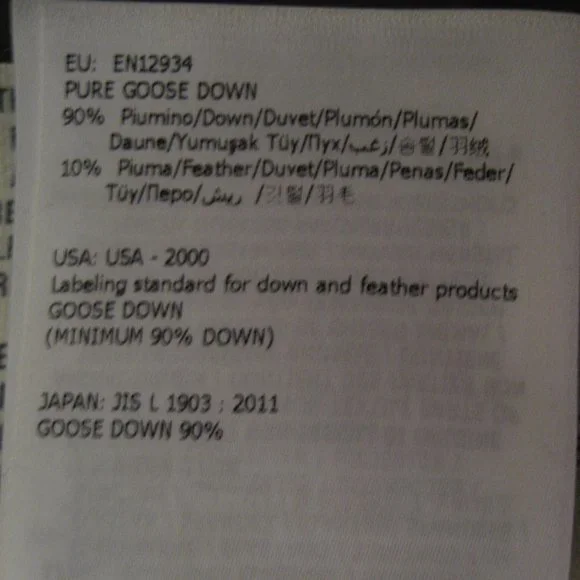 EU: EN12934
PURE GOOSE DOWN
90% Piumino/Down/Duvet/Plumón/Plumas/
Daune/Yumuşak Tüy/Пух/زغب/솜털/羽绒
10% Piuma/Feather/Duvet/Pluma/Penas/Feder/
Tüy/Перо/ريش /깃털/羽毛
USA: USA - 2000
Labeling standard for down and feather products
GOOSE DOWN
(MINIMUM 90% DOWN)
JAPAN: JIS L 1903 : 2011
GOOSE DOWN 90%